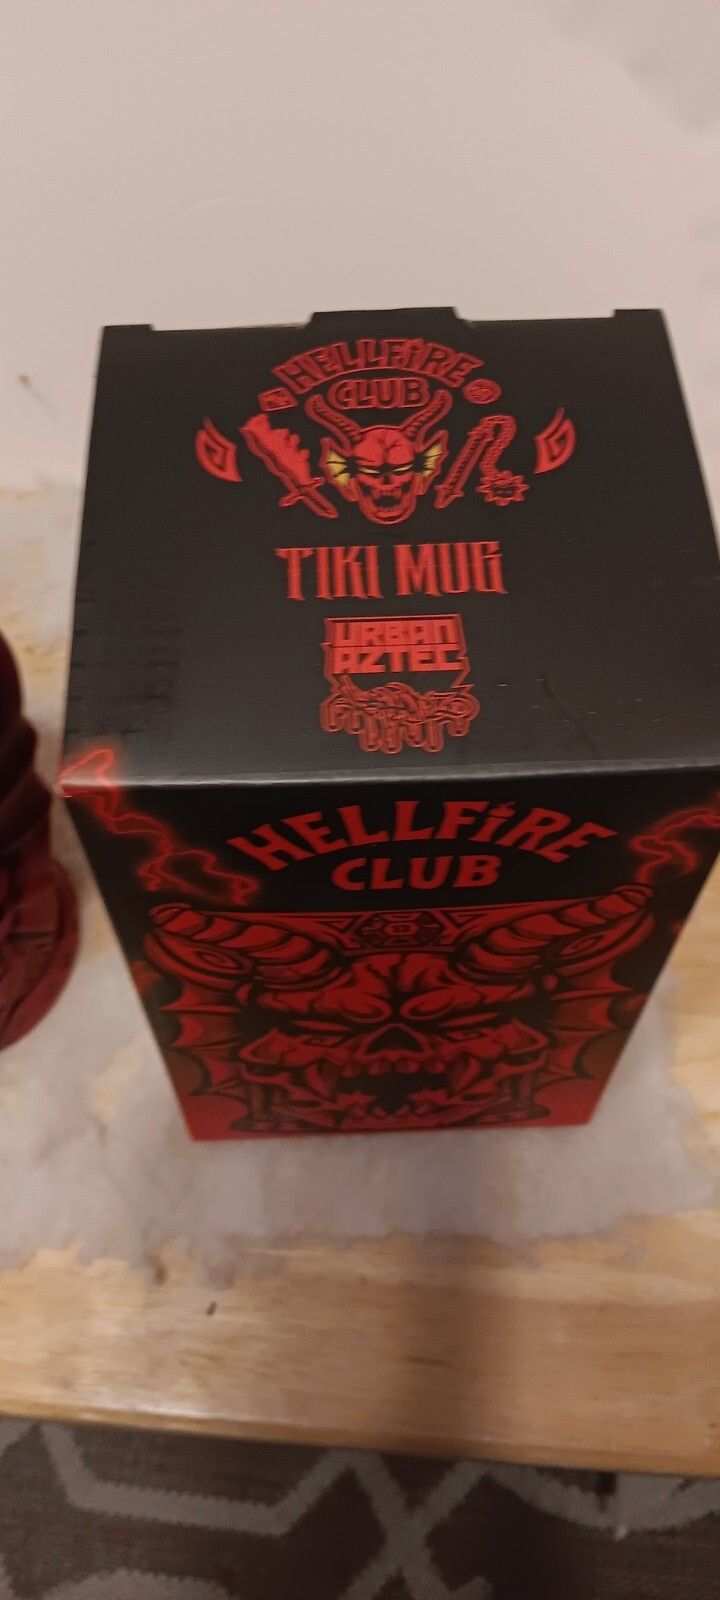 HELLFiRE
CLUB
TIKI MUG
URBAN
AZTEC
HELLFiRE
CLUB